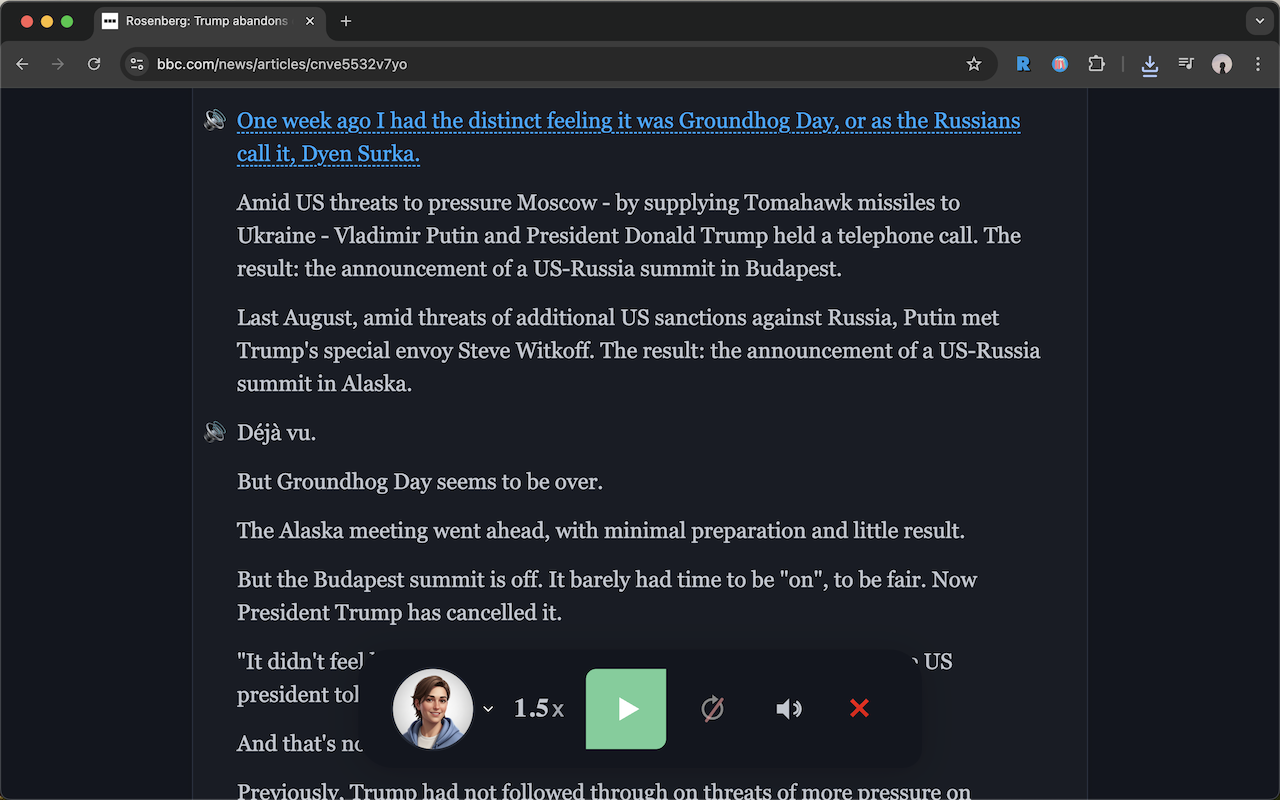 Rosenberg: Trump abandons
bbc.com/news/articles/cnve5532v7yo
One week ago I had the distinct feeling it was Groundhog Day, or as the Russians
call it, Dyen Surka.
Amid US threats to pressure Moscow - by supplying Tomahawk missiles to
Ukraine - Vladimir Putin and President Donald Trump held a telephone call. The
result: the announcement of a US-Russia summit in Budapest.
Last August, amid threats of additional US sanctions against Russia, Putin met
Trump's special envoy Steve Witkoff. The result: the announcement of a US-Russia
summit in Alaska.
Déjà vu.
But Groundhog Day seems to be over.
The Alaska meeting went ahead, with minimal preparation and little result.
But the Budapest summit is off. It barely had time to be "on", to be fair. Now
President Trump has cancelled it.
"It didn't feel US
president tol
And that's no
Previously, Trump had not followed through on threats of more pressure on
1.5x
R